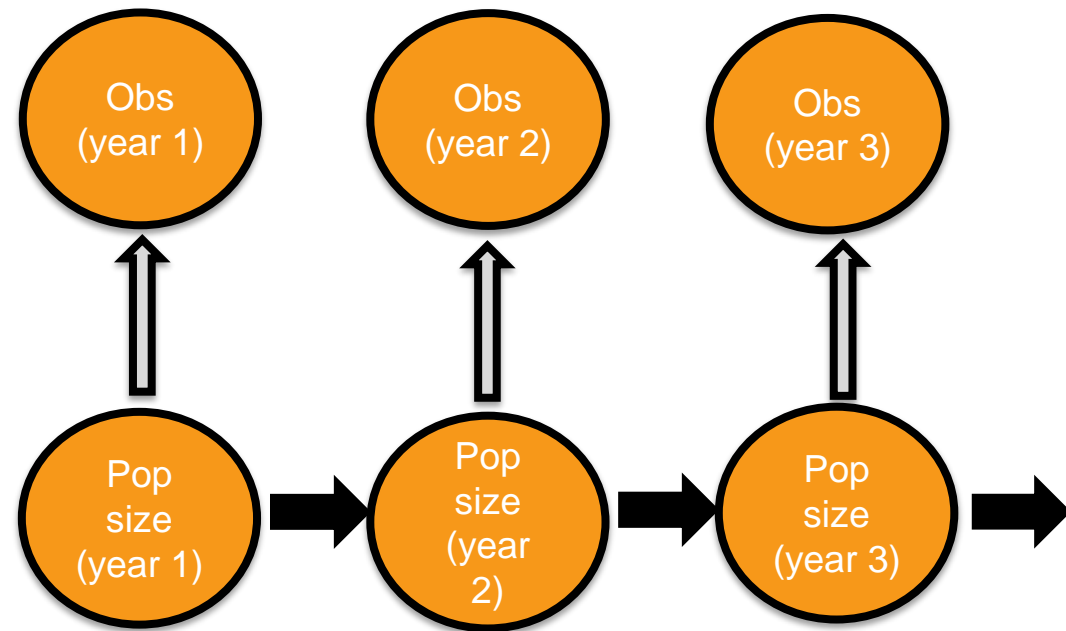 Obs
(year 1)
Obs
(year 2)
Obs
(year 3)
Pop
size
(year 1)
Pop
size
(year
2)
Pop
size
(year 3)